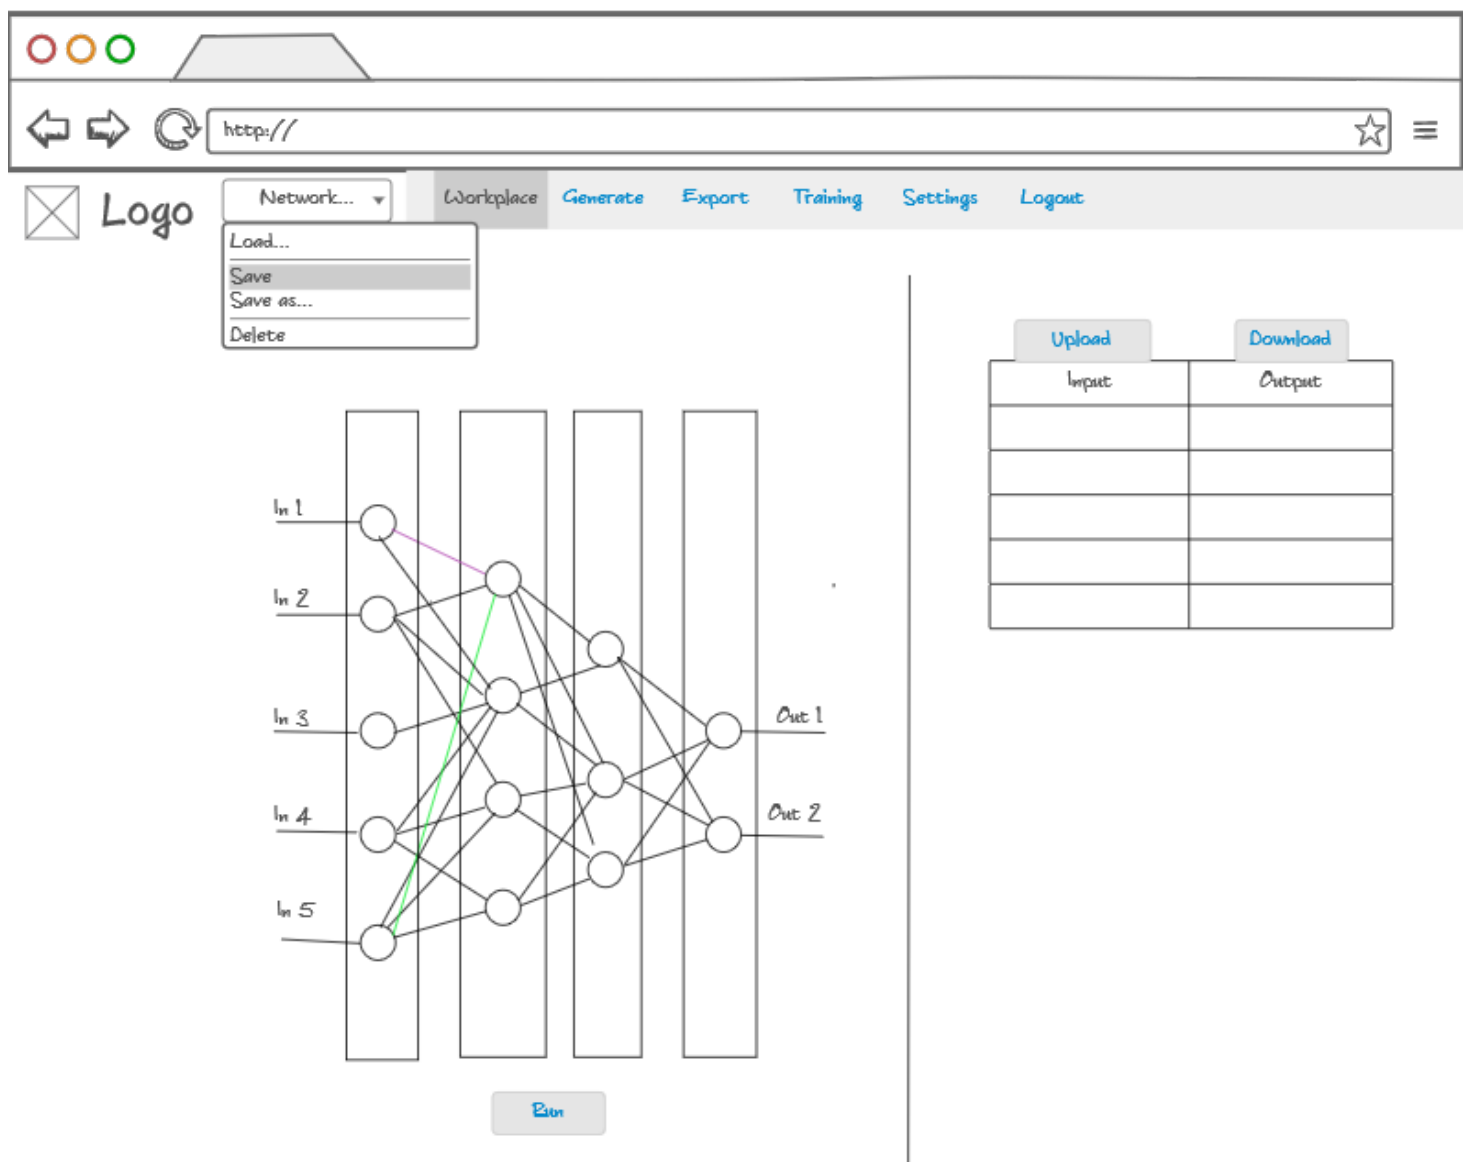 http://
Logo
Network...
Workplace Generate Export Training Settings Logout
Load...
Save
Save as...
Delete
Upload Download
Input Output
In 1
In 2
In 3
In 4
In 5
Out 1
Out 2
Run